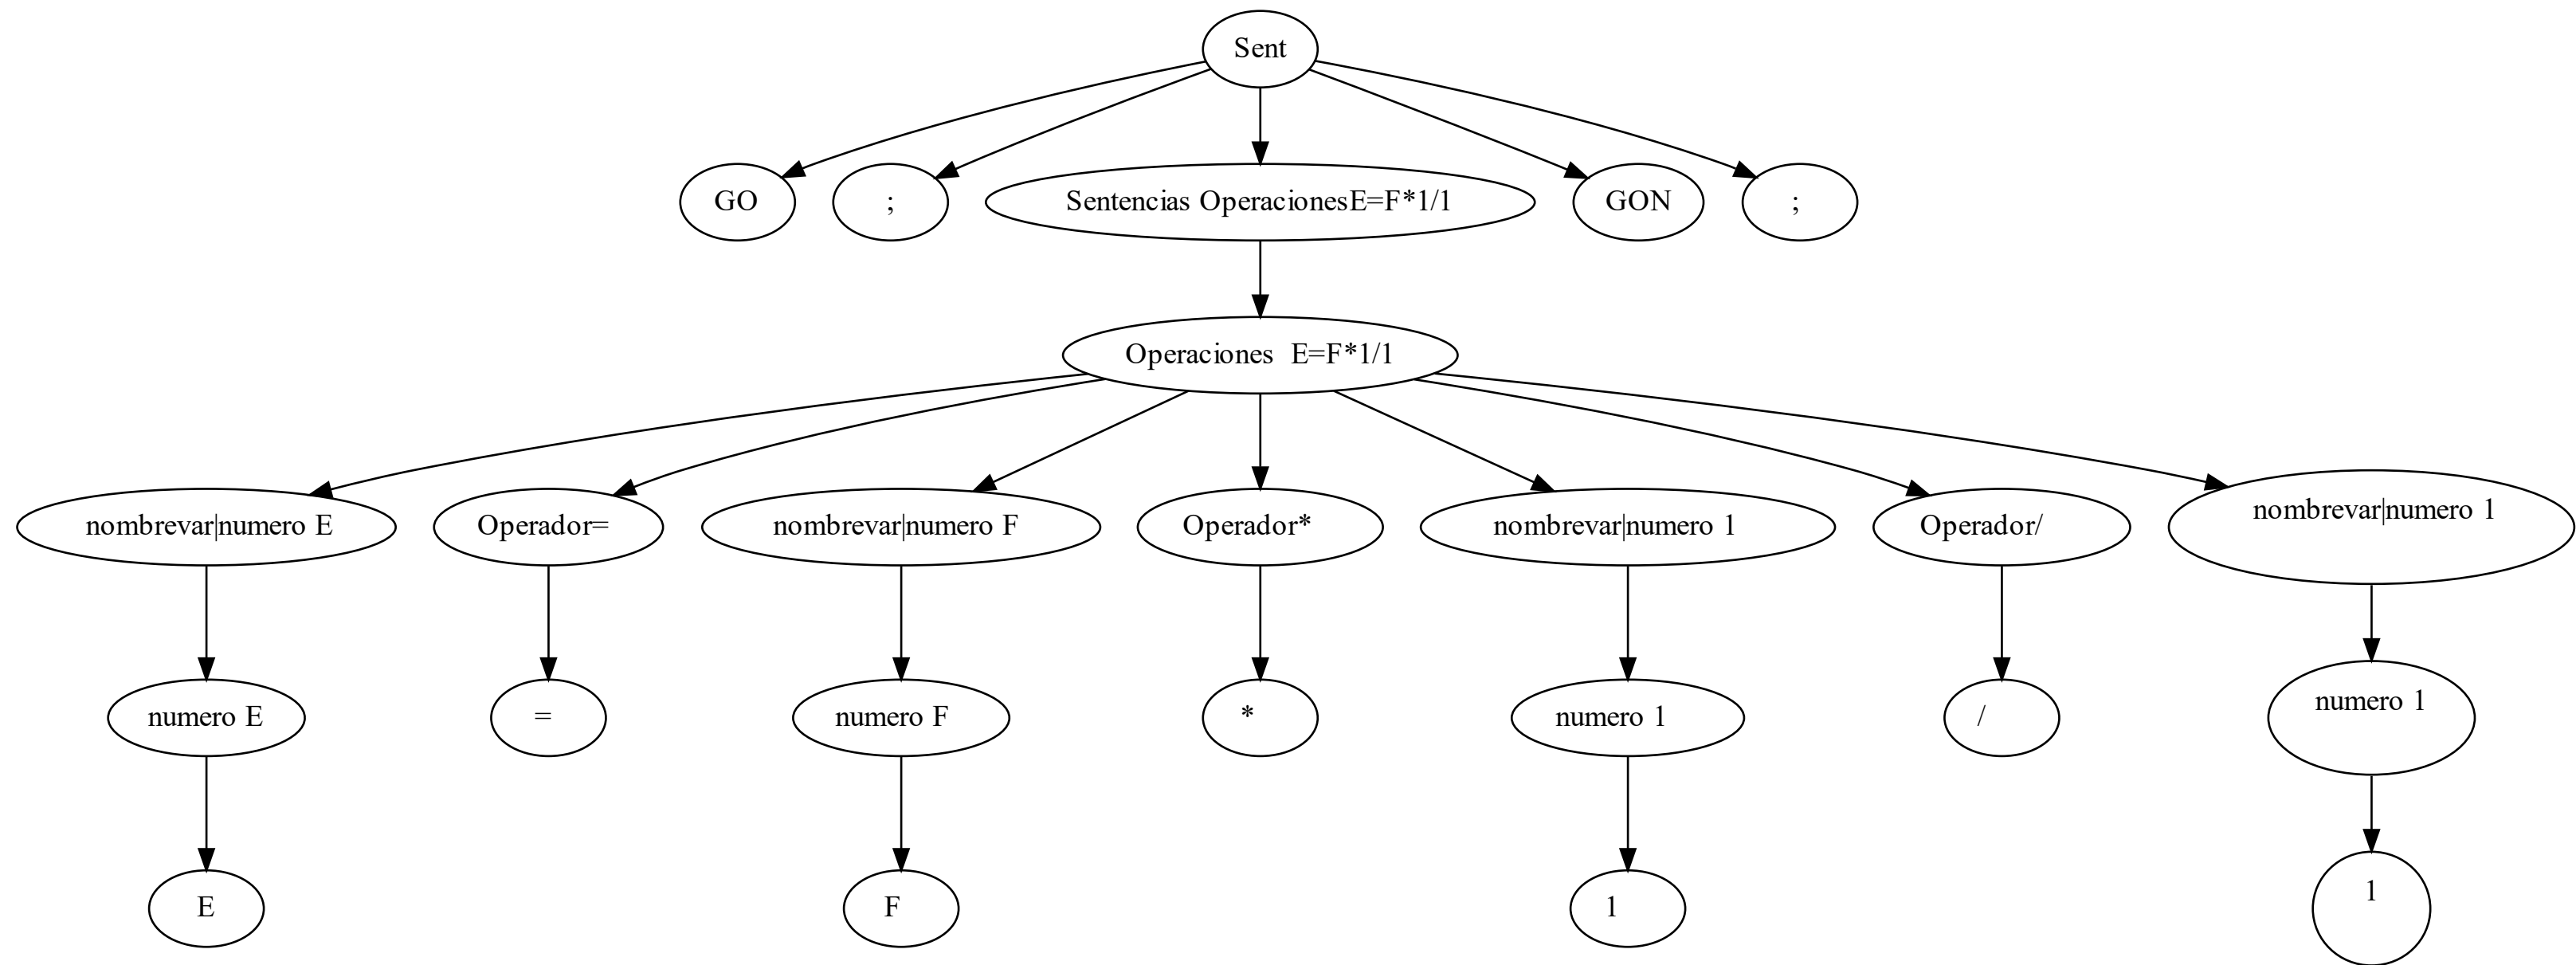 Sent
GO
;
Sentencias OperacionesE=F*1/1
GON
;
Operaciones  E=F*1/1
nombrevar|numero E
Operador=
nombrevar|numero F
Operador*
nombrevar|numero 1
Operador/
nombrevar|numero 1
numero E
=
numero F
*
numero 1
/
numero 1
E
F
1
1